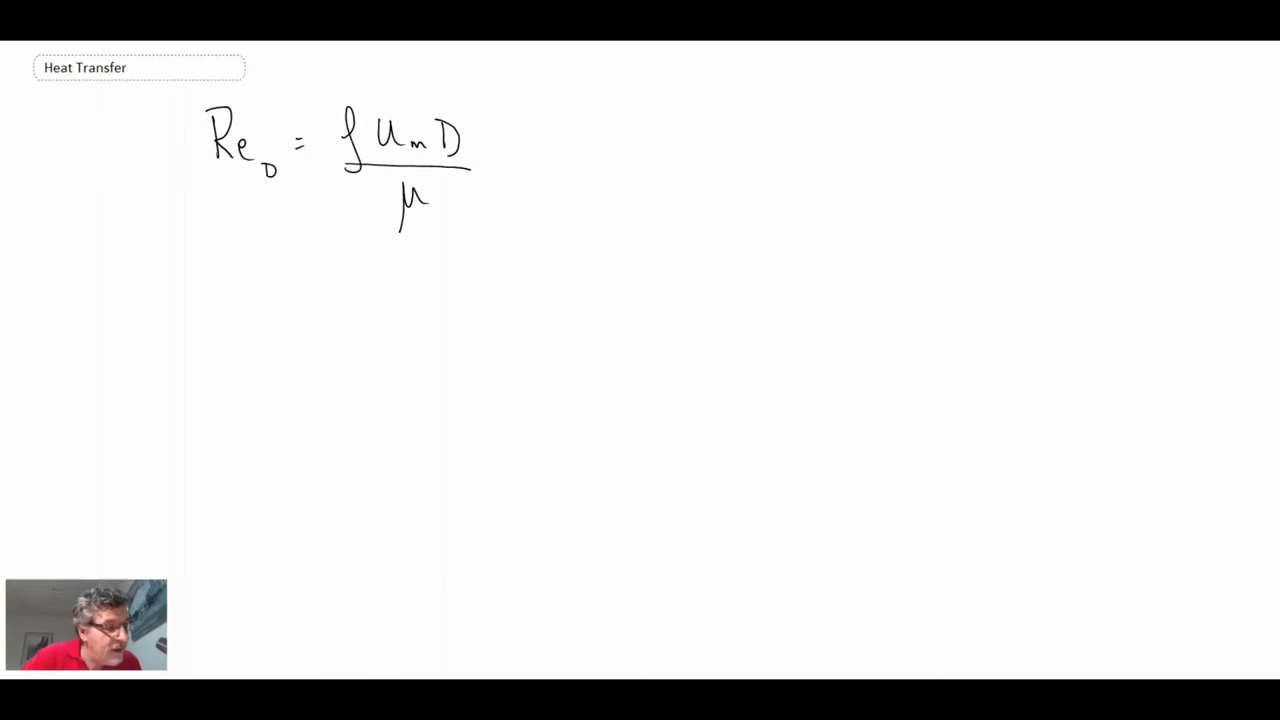 Heat Transfer
Re_D = ρ u_m D
μ